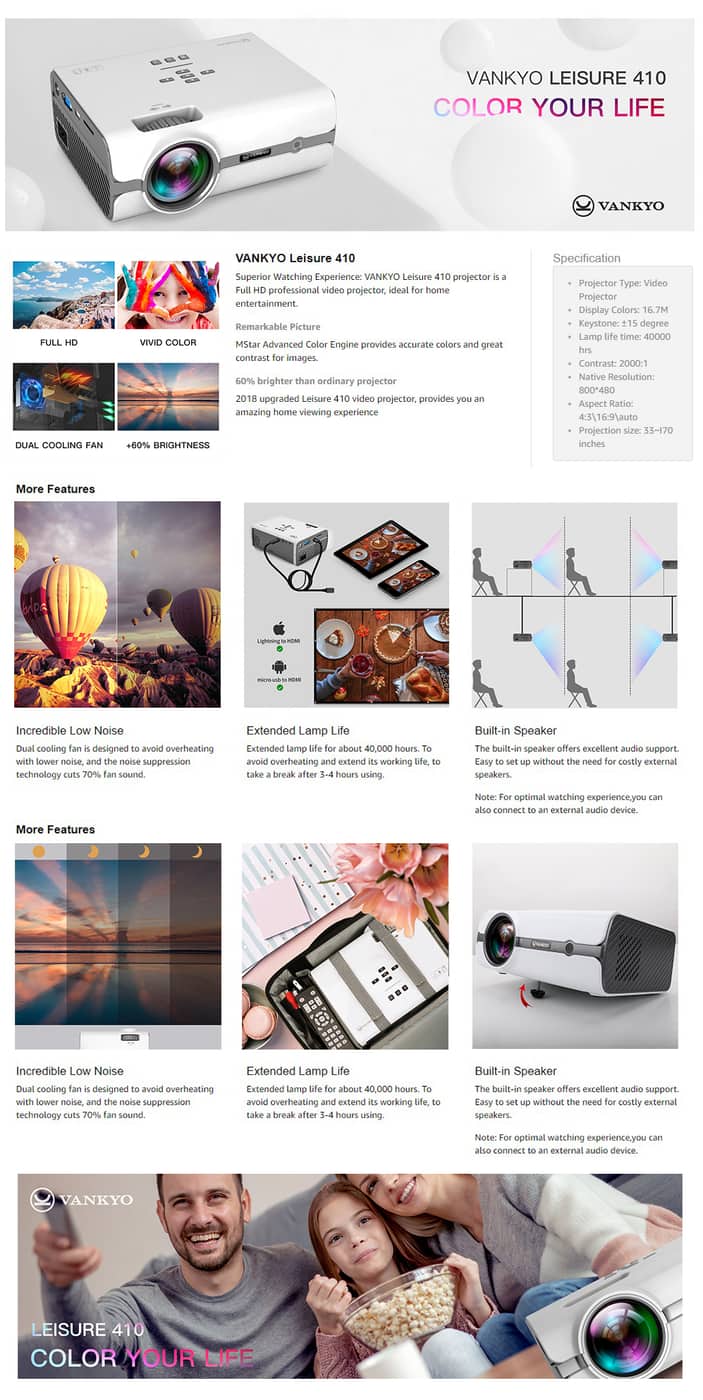 VANKYO LEISURE 410
COLOR YOUR LIFE
VANKYO
VANKYO Leisure 410
Superior Watching Experience: VANKYO Leisure 410 projector is a
Full HD professional video projector, ideal for home
entertainment.
Remarkable Picture
MStar Advanced Color Engine provides accurate colors and great
contrast for images.
60% brighter than ordinary projector
2018 upgraded Leisure 410 video projector, provides you an
amazing home viewing experience
FULL HD
VIVID COLOR
DUAL COOLING FAN
+60% BRIGHTNESS
Specification
Projector Type: Video
Projector
Display Colors: 16.7M
Keystone: ±15 degree
Lamp life time: 40000
hrs
Contrast: 2000:1
Native Resolution:
800*480
Aspect Ratio:
4:3\16:9\auto
Projection size: 33~170
inches
More Features
Lightning to HDMI
micro usb to HDMI
Incredible Low Noise
Dual cooling fan is designed to avoid overheating
with lower noise, and the noise suppression
technology cuts 70% fan sound.
Extended Lamp Life
Extended lamp life for about 40,000 hours. To
avoid overheating and extend its working life, to
take a break after 3-4 hours using.
Built-in Speaker
The built-in speaker offers excellent audio support.
Easy to set up without the need for costly external
speakers.
Note: For optimal watching experience,you can
also connect to an external audio device.
More Features
VANKYO
Incredible Low Noise
Dual cooling fan is designed to avoid overheating
with lower noise, and the noise suppression
technology cuts 70% fan sound.
Extended Lamp Life
Extended lamp life for about 40,000 hours. To
avoid overheating and extend its working life, to
take a break after 3-4 hours using.
Built-in Speaker
The built-in speaker offers excellent audio support.
Easy to set up without the need for costly external
speakers.
Note: For optimal watching experience,you can
also connect to an external audio device.
VANKYO
LEISURE 410
COLOR YOUR LIFE